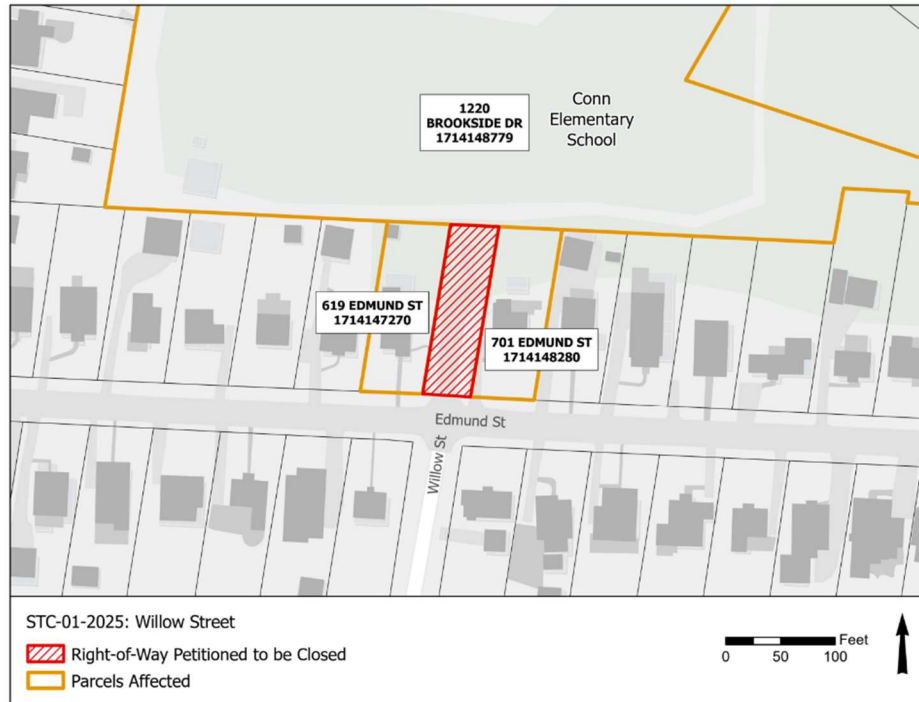 1220
BROOKSIDE DR
1714148779
Conn
Elementary
School
619 EDMUND ST
1714147270
701 EDMUND ST
1714148280
Edmund St
Willow St
STC-01-2025: Willow Street
Right-of-Way Petitioned to be Closed
Parcels Affected
Feet
0 50 100